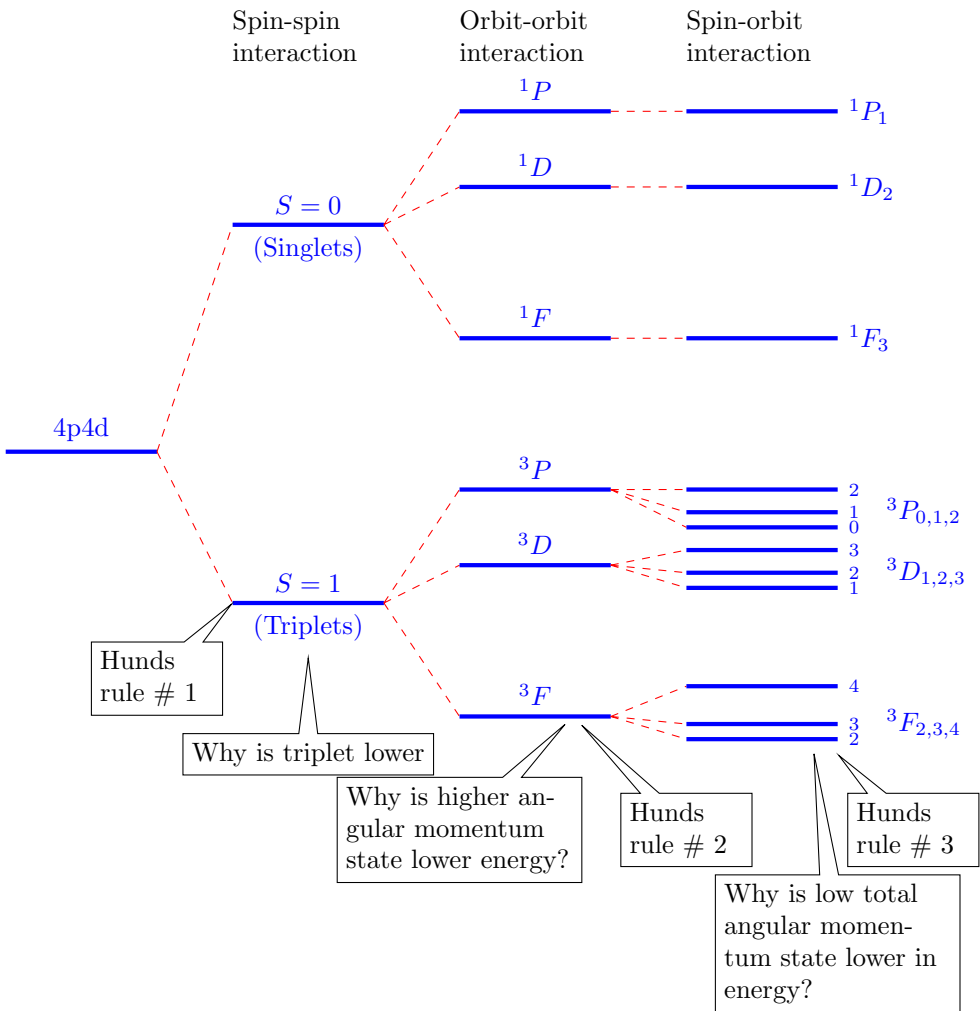 Spin-spin
interaction
Orbit-orbit
interaction
Spin-orbit
interaction
¹P
¹P₁
¹D
¹D₂
S = 0
(Singlets)
¹F
¹F₃
4p4d
³P
2
1
0
³P₀,₁,₂
³D
3
2
1
³D₁,₂,₃
S = 1
(Triplets)
Hunds
rule # 1
³F
4
3
2
³F₂,₃,₄
Why is triplet lower
Why is higher an-
gular momentum
state lower energy?
Hunds
rule # 2
Hunds
rule # 3
Why is low total
angular momen-
tum state lower in
energy?